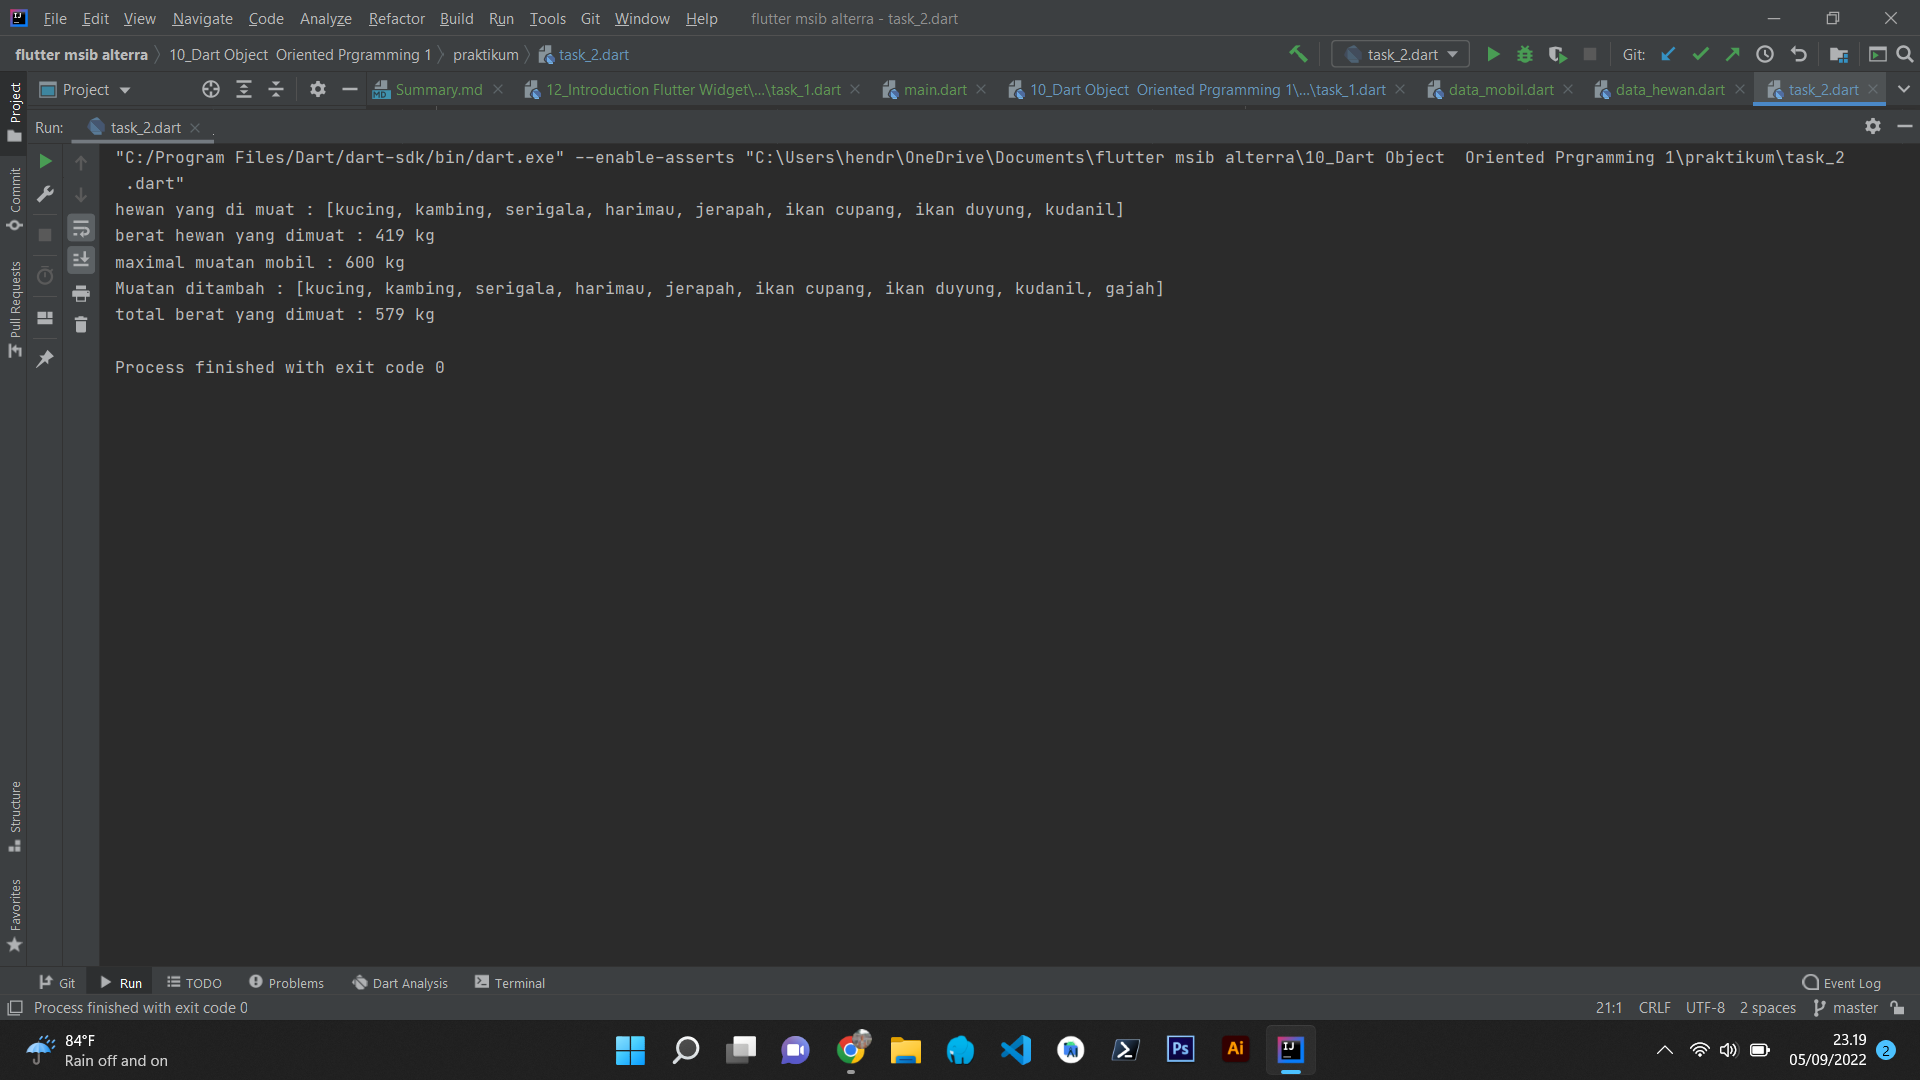 File Edit View Navigate Code Analyze Refactor Build Run Tools Git Window Help flutter msib alterra - task_2.dart
flutter msib alterra 10_Dart Object  Oriented Prgramming 1 praktikum task_2.dart task_2.dart Git:
Project Summary.md 12_Introduction Flutter Widget\...\task_1.dart main.dart 10_Dart Object  Oriented Prgramming 1\...\task_1.dart data_mobil.dart data_hewan.dart task_2.dart
Run: task_2.dart
"C:/Program Files/Dart/dart-sdk/bin/dart.exe" --enable-asserts "C:\Users\hendr\OneDrive\Documents\flutter msib alterra\10_Dart Object  Oriented Prgramming 1\praktikum\task_2
.dart"
hewan yang di muat : [kucing, kambing, serigala, harimau, jerapah, ikan cupang, ikan duyung, kudanil]
berat hewan yang dimuat : 419 kg
maximal muatan mobil : 600 kg
Muatan ditambah : [kucing, kambing, serigala, harimau, jerapah, ikan cupang, ikan duyung, kudanil, gajah]
total berat yang dimuat : 579 kg
Process finished with exit code 0
Project
Commit
Pull Requests
Structure
Favorites
Git Run TODO Problems Dart Analysis Terminal Event Log
Process finished with exit code 0 21:1 CRLF UTF-8 2 spaces master
84°F
Rain off and on
Ps Ai IJ
23.19
05/09/2022 2